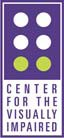 CENTER
FOR THE
VISUALLY
IMPAIRED